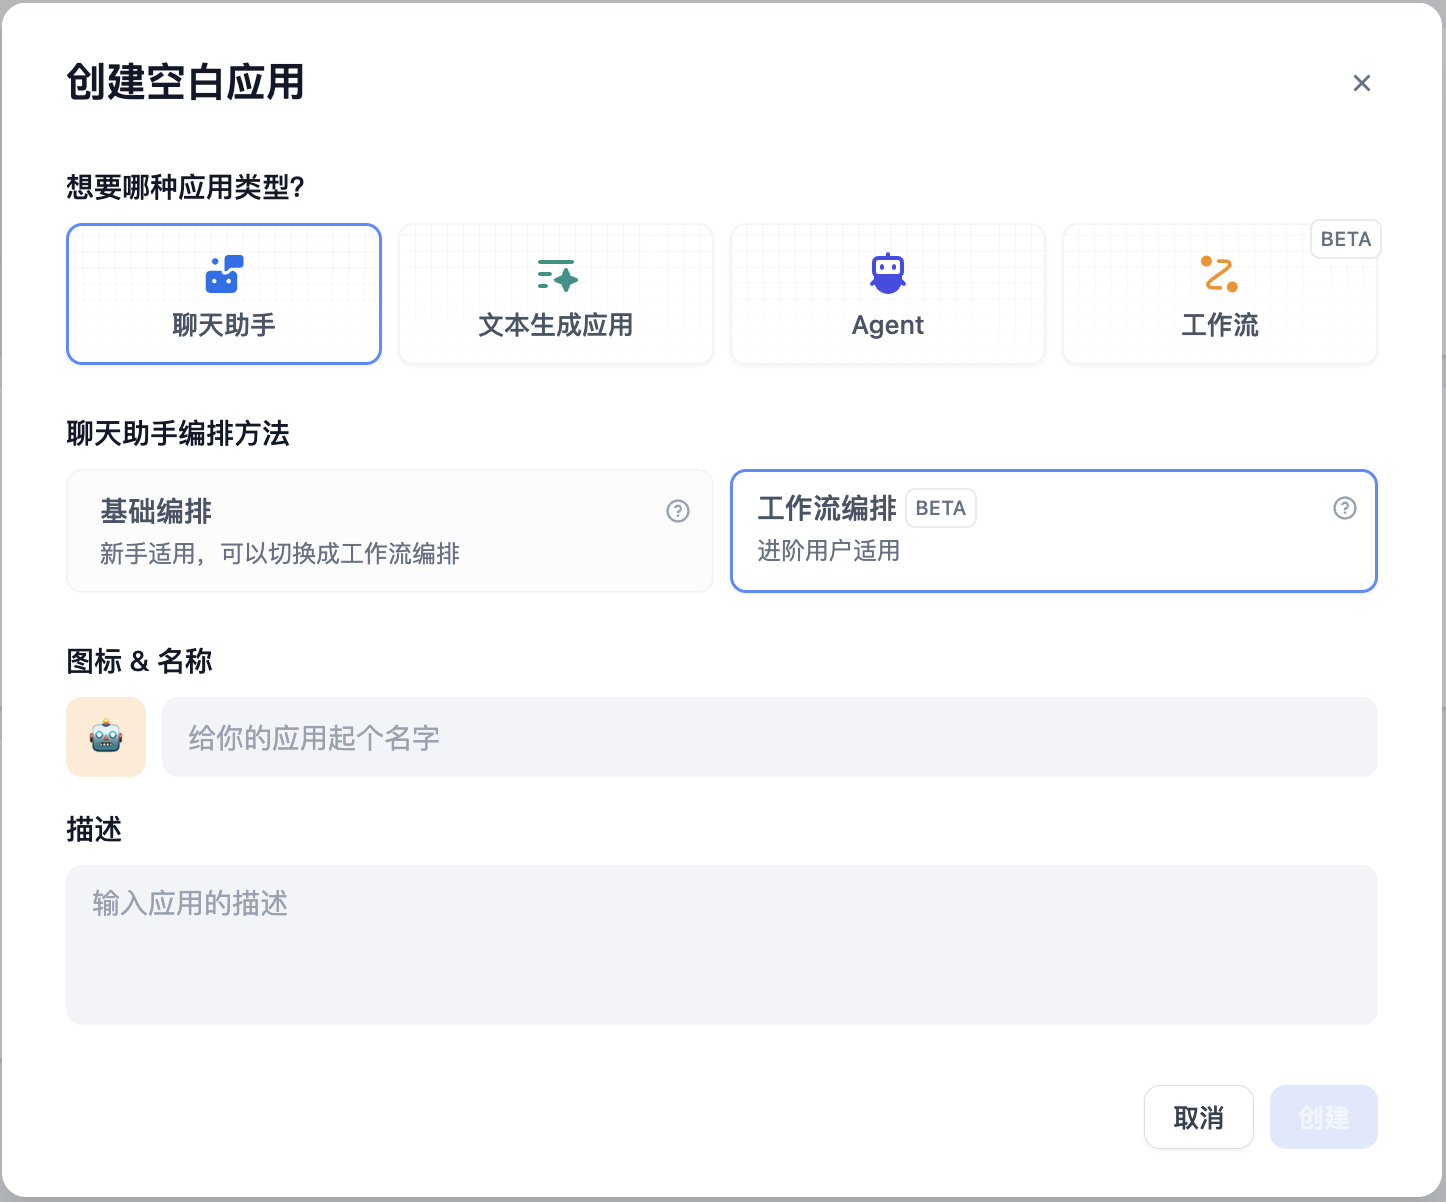 创建空白应用
想要哪种应用类型?
聊天助手
文本生成应用
Agent
BETA
工作流
聊天助手编排方法
基础编排
新手适用，可以切换成工作流编排
工作流编排 BETA
进阶用户适用
图标 & 名称
给你的应用起个名字
描述
输入应用的描述
取消
创建